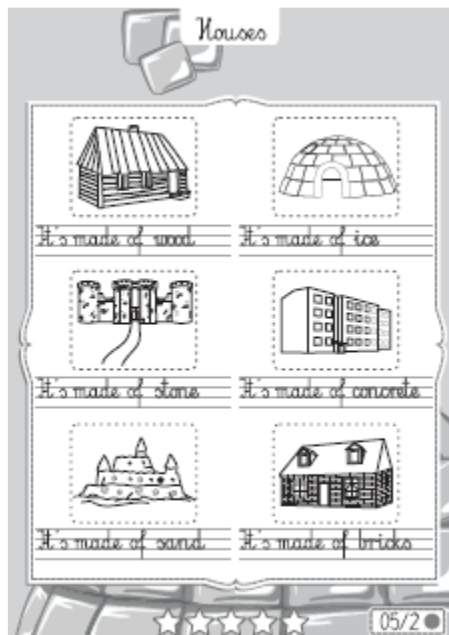 Houses
It's made of wood
It's made of ice
It's made of stone
It's made of concrete
It's made of sand
It's made of bricks
05/2